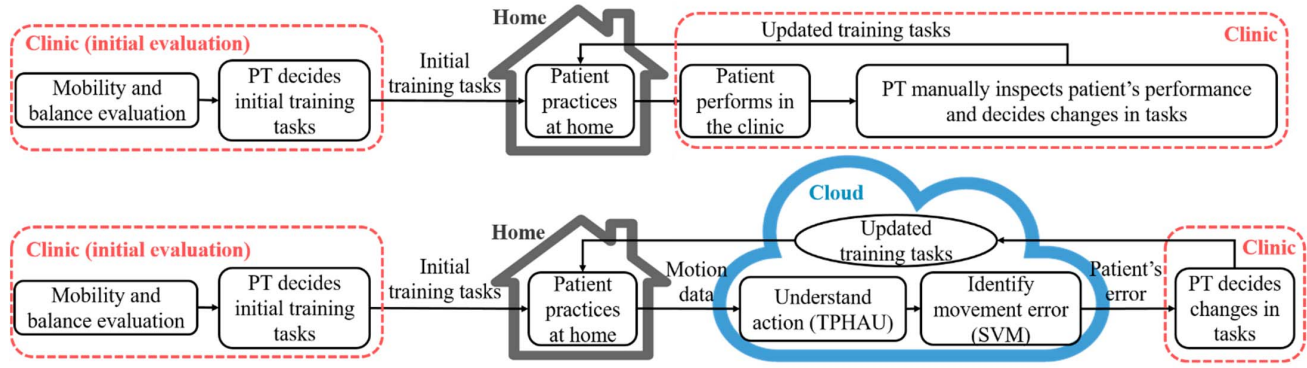 Home
Clinic (initial evaluation)
Mobility and
balance evaluation
PT decides
initial training
tasks
Initial
training tasks
Patient
practices
at home
Updated training tasks
Clinic
Patient
performs in
the clinic
PT manually inspects patient's performance
and decides changes in tasks
Cloud
Home
Clinic (initial evaluation)
Mobility and
balance evaluation
PT decides
initial training
tasks
Initial
training tasks
Patient
practices
at home
Motion
data
Updated
training tasks
Understand
action (TPHAU)
Identify
movement error
(SVM)
Patient's
error
Clinic
PT decides
changes in
tasks